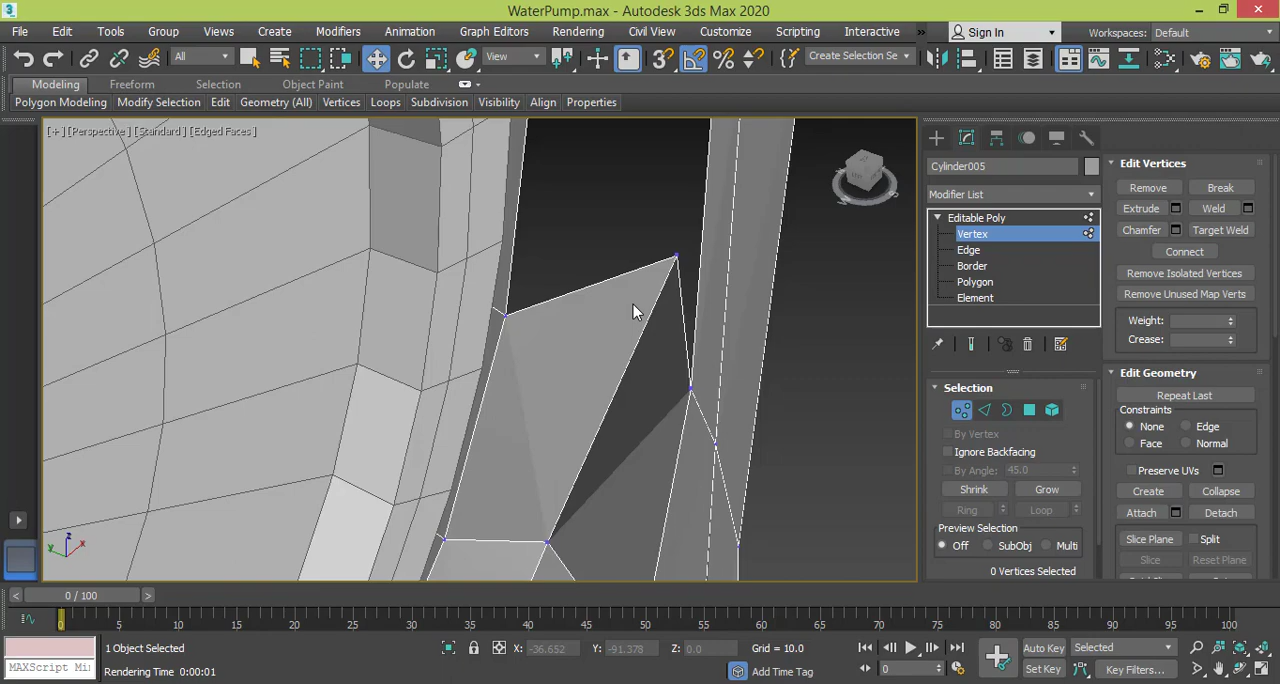 WaterPump.max - Autodesk 3ds Max 2020
File Edit Tools Group Views Create Modifiers Animation Graph Editors Rendering Civil View Customize Scripting Interactive » Sign In Workspaces: Default
All View Create Selection Se
Modeling Freeform Selection Object Paint Populate
Polygon Modeling Modify Selection Edit Geometry (All) Vertices Loops Subdivision Visibility Align Properties
[+] [Perspective] [Standard] [Edged Faces]
Cylinder005
Modifier List
Editable Poly
Vertex
Edge
Border
Polygon
Element
Selection
By Vertex
Ignore Backfacing
By Angle: 45.0
Shrink Grow
Ring Loop
Preview Selection
Off SubObj Multi
0 Vertices Selected
Edit Vertices
Remove Break
Extrude Weld
Chamfer Target Weld
Connect
Remove Isolated Vertices
Remove Unused Map Verts
Weight:
Crease:
Edit Geometry
Repeat Last
Constraints
None Edge
Face Normal
Preserve UVs
Create Collapse
Attach Detach
Slice Plane Split
Slice Reset Plane
z
y x
< 0 / 100 >
0 5 10 15 20 25 30 35 40 45 50 55 60 65 70 75 80 85 90 95 100
1 Object Selected X: -36.652 Y: -91.378 Z: 0.0 Grid = 10.0 Auto Key Selected
MAXScript Mi Rendering Time 0:00:01 Add Time Tag 0 Set Key Key Filters...